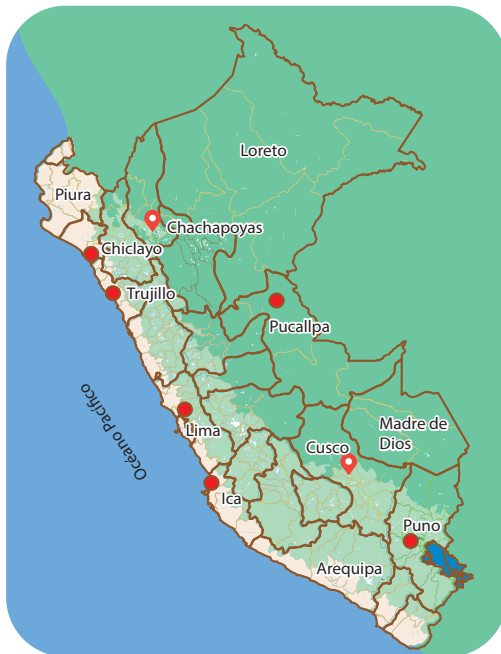 Loreto
Piura
Chachapoyas
Chiclayo
Trujillo
Pucallpa
Océano Pacífico
Lima
Madre de
Dios
Cusco
Ica
Puno
Arequipa